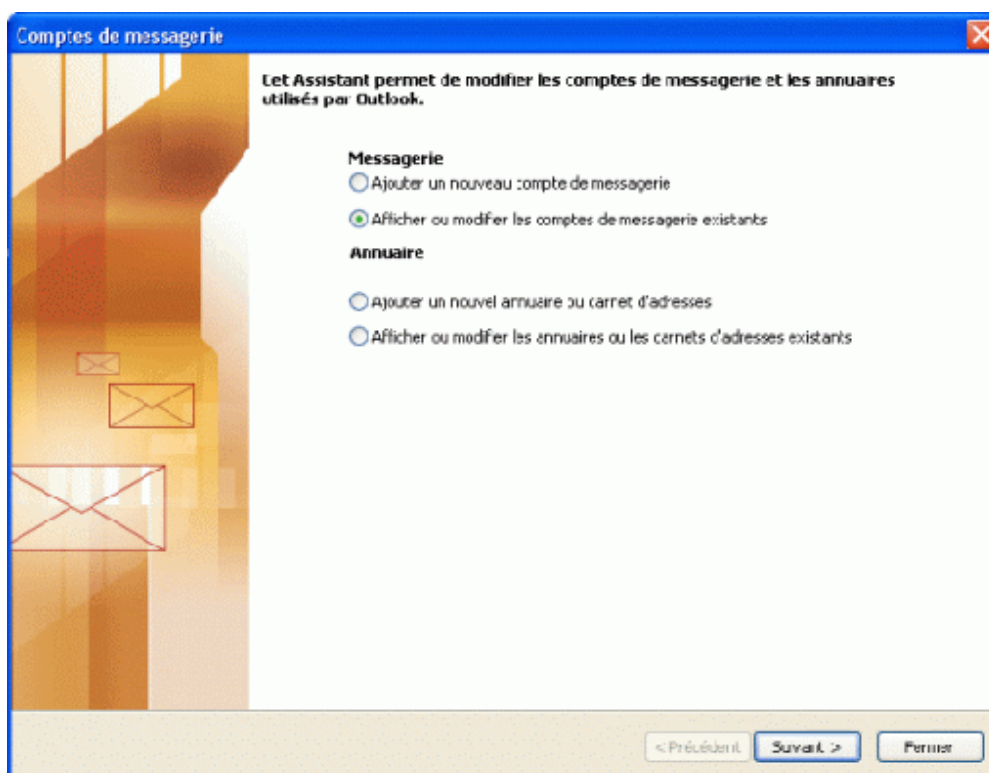 Comptes de messagerie
Cet Assistant permet de modifier les comptes de messagerie et les annuaires
utilisés par Outlook.
Messagerie
Ajouter un nouveau compte de messagerie
Afficher ou modifier les comptes de messagerie existants
Annuaire
Ajouter un nouvel annuaire ou carnet d'adresses
Afficher ou modifier les annuaires ou les carnets d'adresses existants
< Précédent Suivant > Fermer